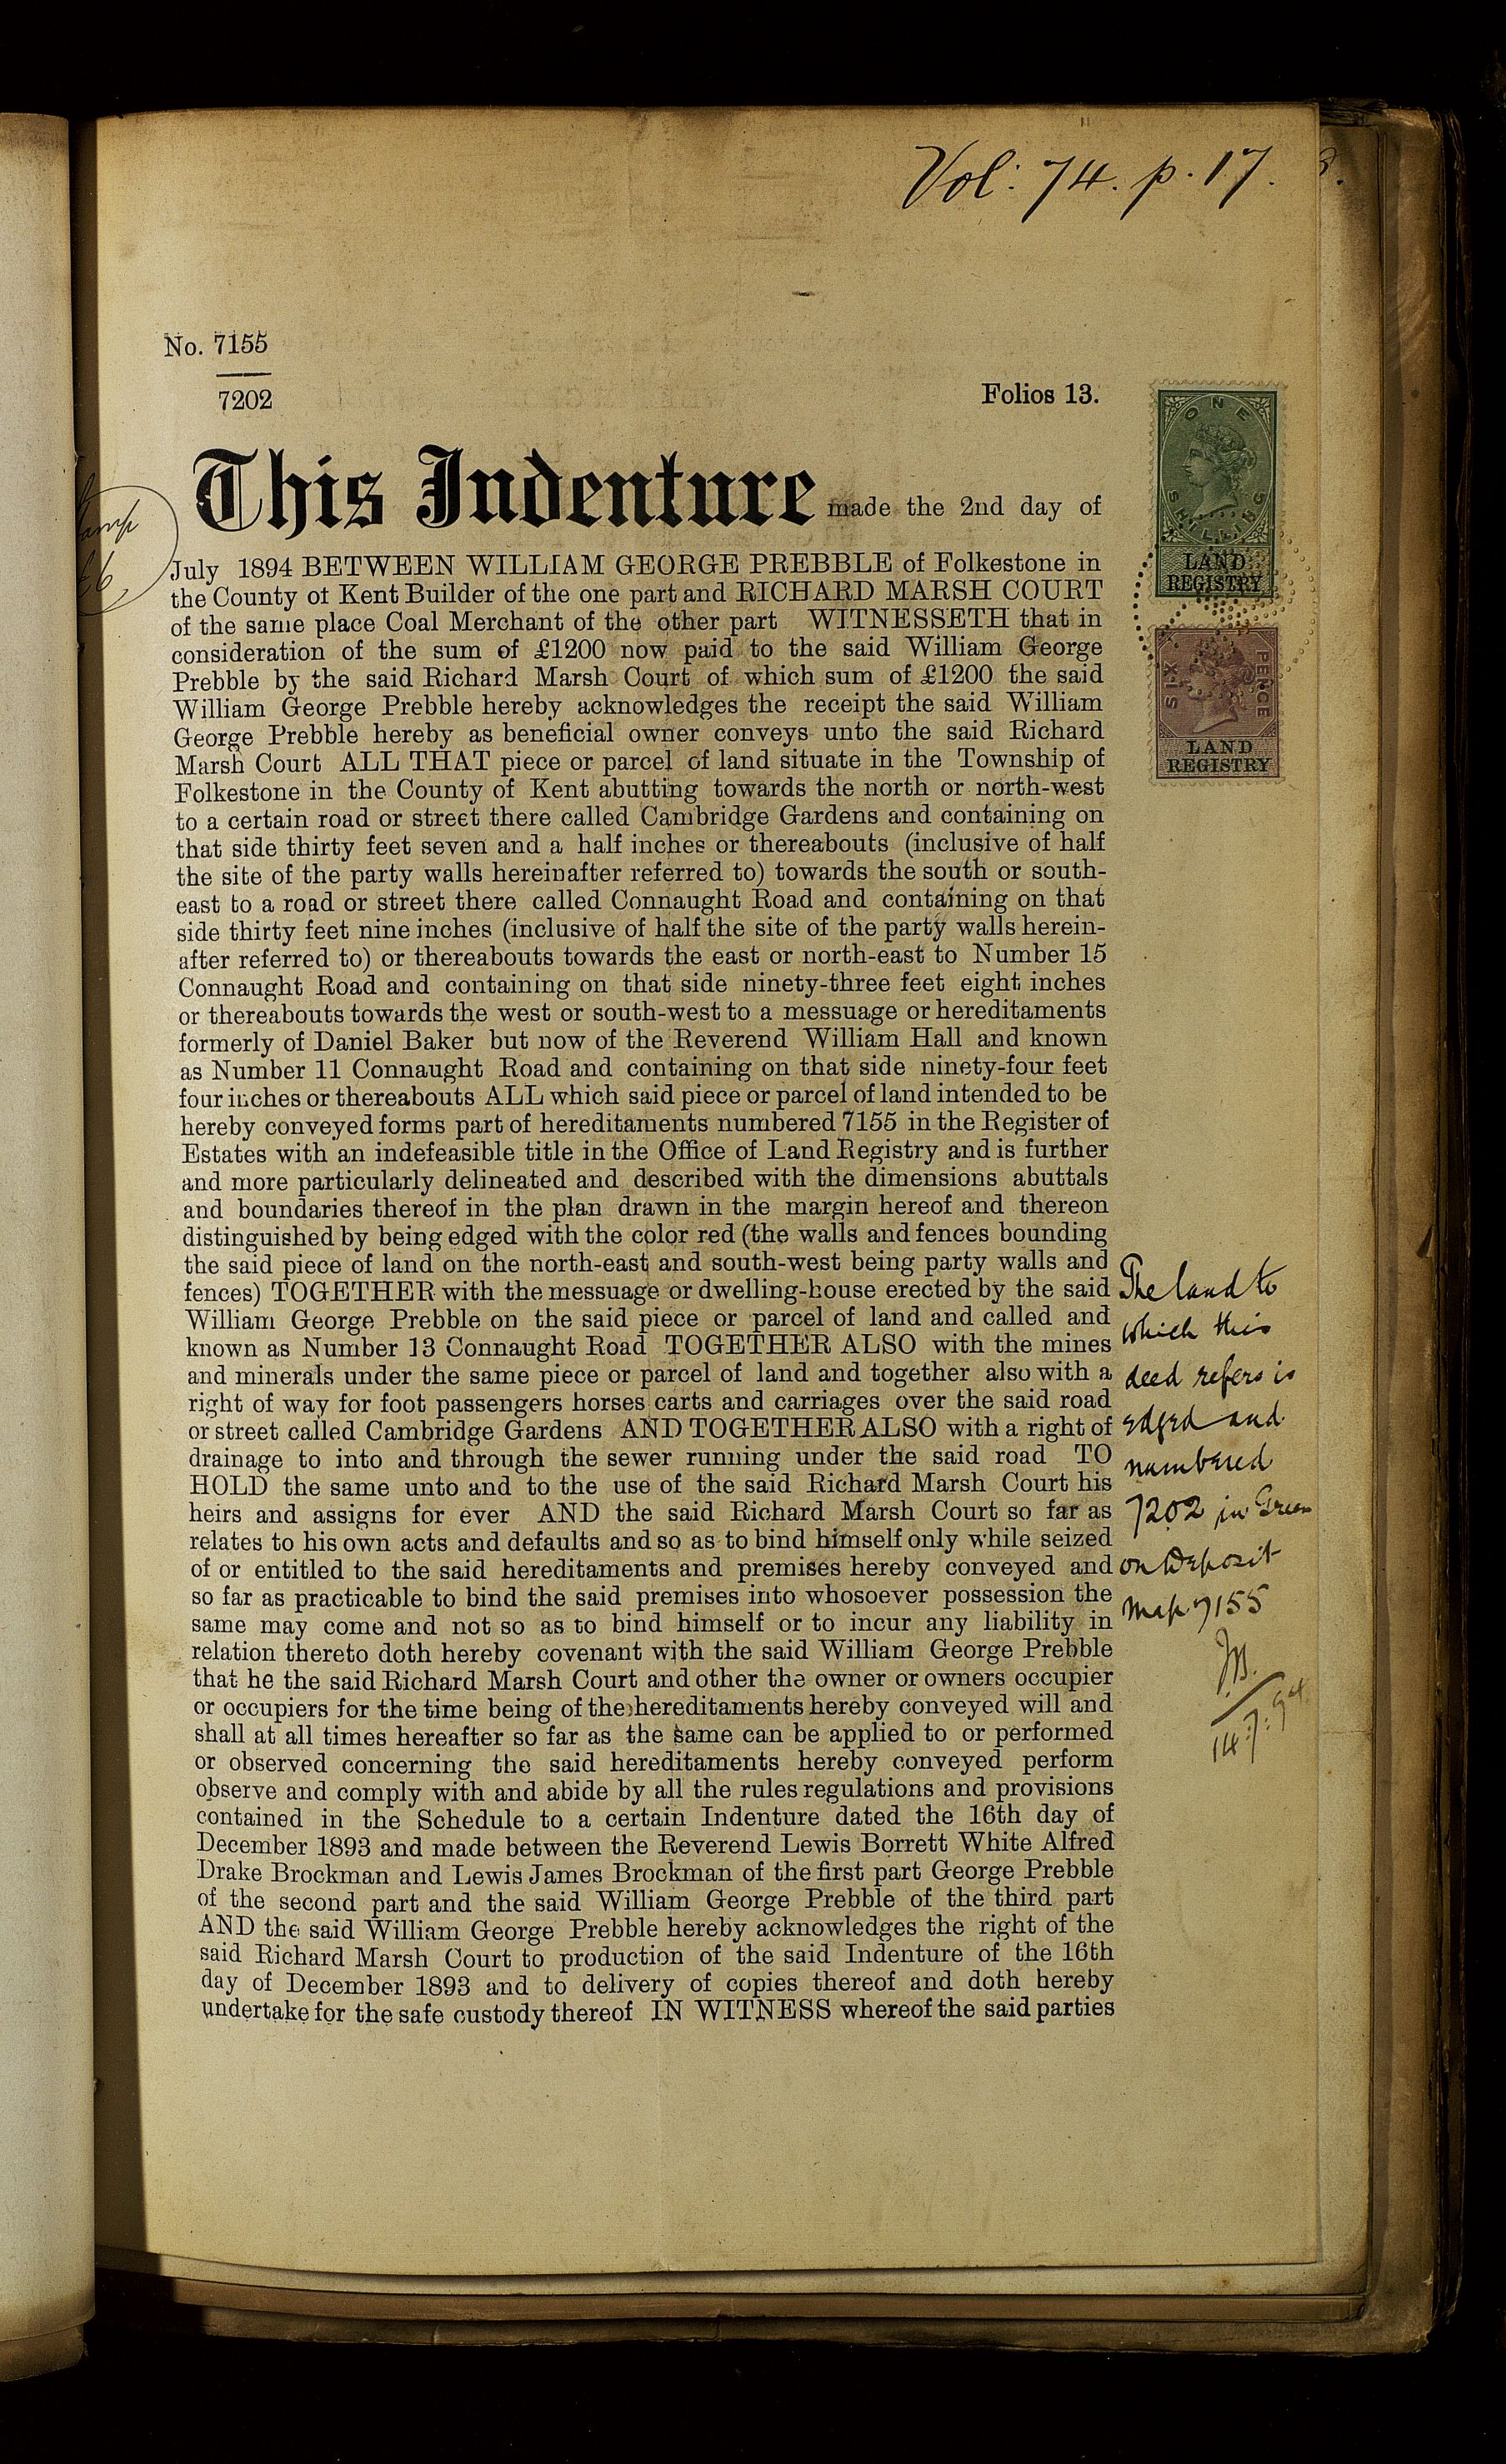 Vol: 74. p. 17.
No. 7155
7202
Folios 13.
ONE
SHILLING
LAND
REGISTRY
SIX
PENCE
LAND
REGISTRY
£6
This Indenture made the 2nd day of
July 1894 BETWEEN WILLIAM GEORGE PREBBLE of Folkestone in
the County ot Kent Builder of the one part and RICHARD MARSH COURT
of the same place Coal Merchant of the other part WITNESSETH that in
consideration of the sum of £1200 now paid to the said William George
Prebble by the said Richard Marsh Court of which sum of £1200 the said
William George Prebble hereby acknowledges the receipt the said William
George Prebble hereby as beneficial owner conveys unto the said Richard
Marsh Court ALL THAT piece or parcel of land situate in the Township of
Folkestone in the County of Kent abutting towards the north or north-west
to a certain road or street there called Cambridge Gardens and containing on
that side thirty feet seven and a half inches or thereabouts (inclusive of half
the site of the party walls hereinafter referred to) towards the south or south-
east to a road or street there called Connaught Road and containing on that
side thirty feet nine inches (inclusive of half the site of the party walls herein-
after referred to) or thereabouts towards the east or north-east to Number 15
Connaught Road and containing on that side ninety-three feet eight inches
or thereabouts towards the west or south-west to a messuage or hereditaments
formerly of Daniel Baker but now of the Reverend William Hall and known
as Number 11 Connaught Road and containing on that side ninety-four feet
four inches or thereabouts ALL which said piece or parcel of land intended to be
hereby conveyed forms part of hereditaments numbered 7155 in the Register of
Estates with an indefeasible title in the Office of Land Registry and is further
and more particularly delineated and described with the dimensions abuttals
and boundaries thereof in the plan drawn in the margin hereof and thereon
distinguished by being edged with the color red (the walls and fences bounding
the said piece of land on the north-east and south-west being party walls and
fences) TOGETHER with the messuage or dwelling-house erected by the said
William George Prebble on the said piece or parcel of land and called and
known as Number 13 Connaught Road TOGETHER ALSO with the mines
and minerals under the same piece or parcel of land and together also with a
right of way for foot passengers horses carts and carriages over the said road
or street called Cambridge Gardens AND TOGETHER ALSO with a right of
drainage to into and through the sewer running under the said road TO
HOLD the same unto and to the use of the said Richard Marsh Court his
heirs and assigns for ever AND the said Richard Marsh Court so far as
relates to his own acts and defaults and so as to bind himself only while seized
of or entitled to the said hereditaments and premises hereby conveyed and
so far as practicable to bind the said premises into whosoever possession the
same may come and not so as to bind himself or to incur any liability in
relation thereto doth hereby covenant with the said William George Prebble
that he the said Richard Marsh Court and other the owner or owners occupier
or occupiers for the time being of the hereditaments hereby conveyed will and
shall at all times hereafter so far as the same can be applied to or performed
or observed concerning the said hereditaments hereby conveyed perform
observe and comply with and abide by all the rules regulations and provisions
contained in the Schedule to a certain Indenture dated the 16th day of
December 1893 and made between the Reverend Lewis Borrett White Alfred
Drake Brockman and Lewis James Brockman of the first part George Prebble
of the second part and the said William George Prebble of the third part
AND the said William George Prebble hereby acknowledges the right of the
said Richard Marsh Court to production of the said Indenture of the 16th
day of December 1893 and to delivery of copies thereof and doth hereby
undertake for the safe custody thereof IN WITNESS whereof the said parties
The land to
which this
deed refers is
edged and
numbered
7202 in Green
on Deposit
Map 7155
14:7:94